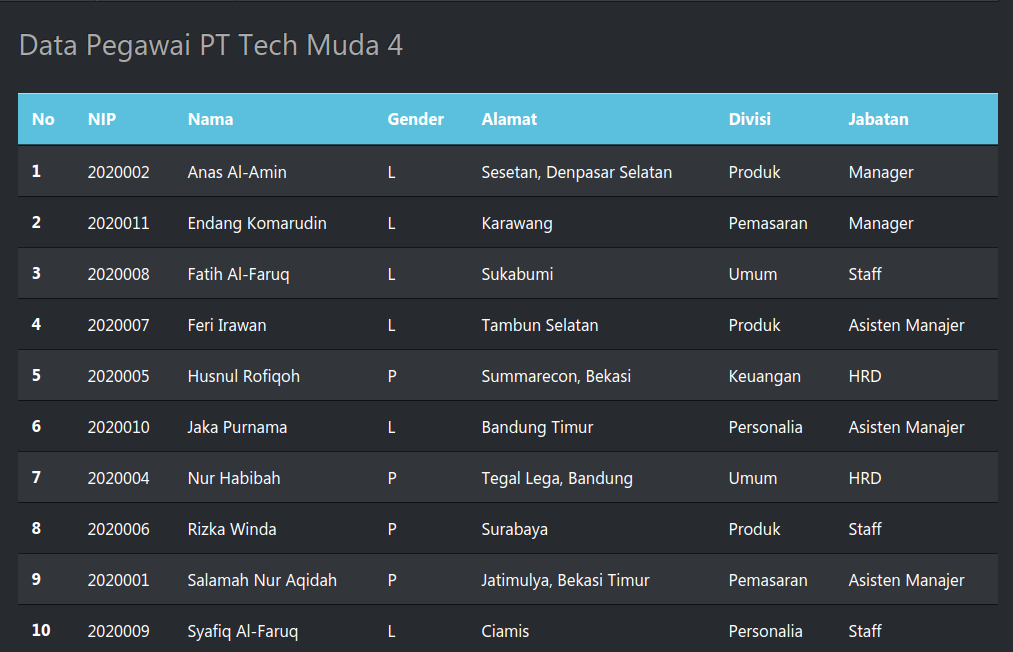 Data Pegawai PT Tech Muda 4
No NIP Nama Gender Alamat Divisi Jabatan
1 2020002 Anas Al-Amin L Sesetan, Denpasar Selatan Produk Manager
2 2020011 Endang Komarudin L Karawang Pemasaran Manager
3 2020008 Fatih Al-Faruq L Sukabumi Umum Staff
4 2020007 Feri Irawan L Tambun Selatan Produk Asisten Manajer
5 2020005 Husnul Rofiqoh P Summarecon, Bekasi Keuangan HRD
6 2020010 Jaka Purnama L Bandung Timur Personalia Asisten Manajer
7 2020004 Nur Habibah P Tegal Lega, Bandung Umum HRD
8 2020006 Rizka Winda P Surabaya Produk Staff
9 2020001 Salamah Nur Aqidah P Jatimulya, Bekasi Timur Pemasaran Asisten Manajer
10 2020009 Syafiq Al-Faruq L Ciamis Personalia Staff